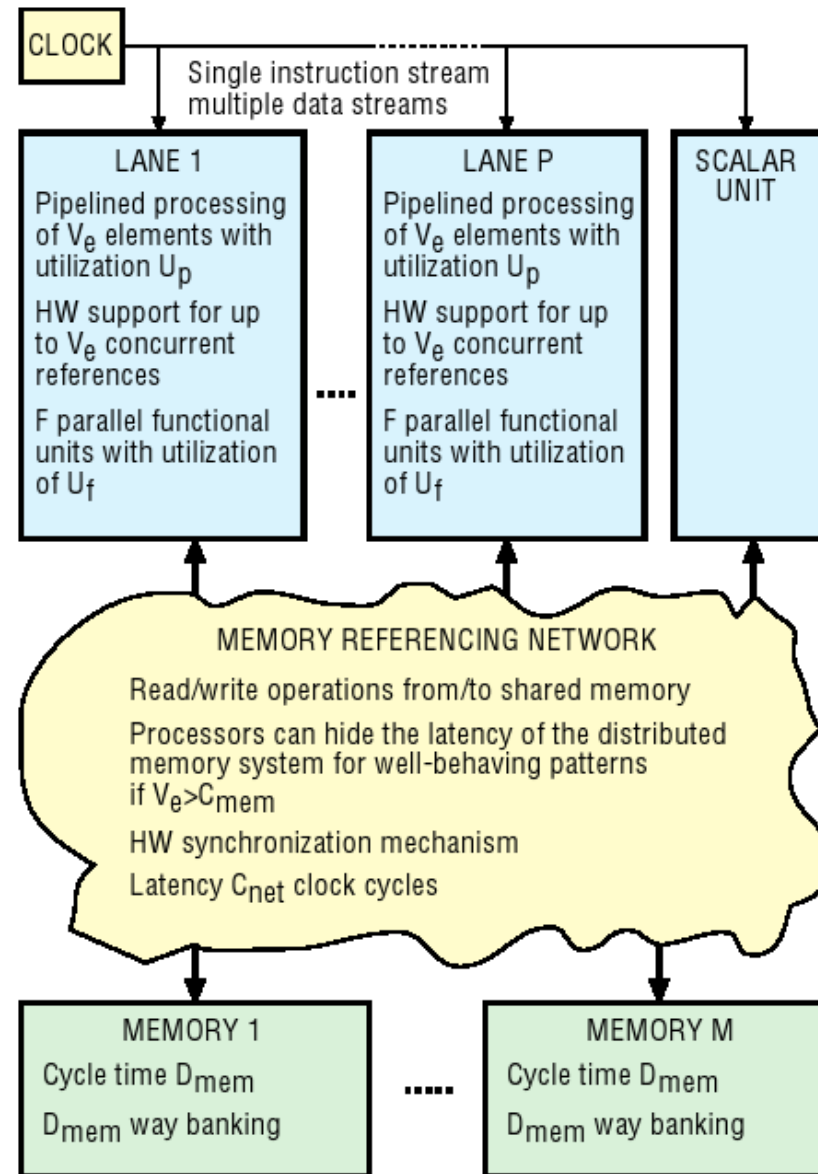 CLOCK
Single instruction stream
multiple data streams
LANE 1
Pipelined processing
of Ve elements with
utilization Up
HW support for up
to Ve concurrent
references
F parallel functional
units with utilization
of Uf
LANE P
Pipelined processing
of Ve elements with
utilization Up
HW support for up
to Ve concurrent
references
F parallel functional
units with utilization
of Uf
SCALAR
UNIT
MEMORY REFERENCING NETWORK
Read/write operations from/to shared memory
Processors can hide the latency of the distributed
memory system for well-behaving patterns
if Ve>Cmem
HW synchronization mechanism
Latency Cnet clock cycles
MEMORY 1
Cycle time Dmem
Dmem way banking
MEMORY M
Cycle time Dmem
Dmem way banking